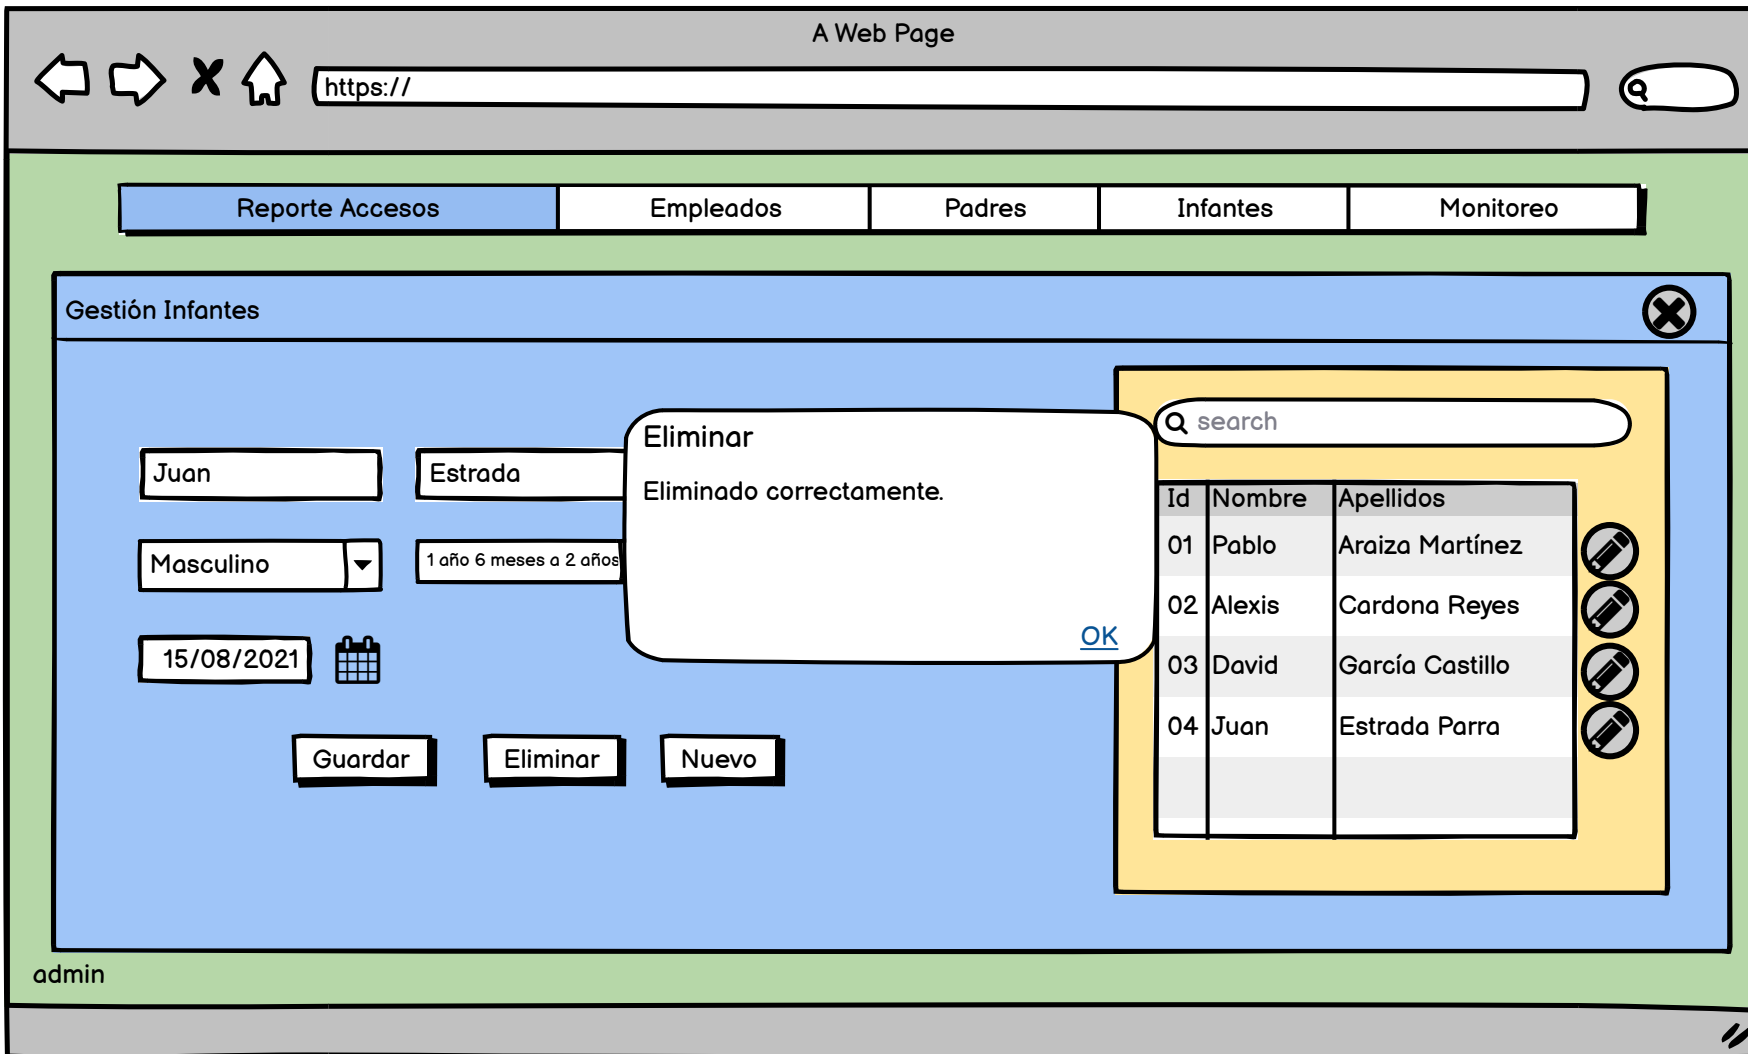 A Web Page
https://
Reporte Accesos Empleados Padres Infantes Monitoreo
Gestión Infantes
Juan Estrada
Masculino 1 año 6 meses a 2 años
15/08/2021
Guardar Eliminar Nuevo
Eliminar
Eliminado correctamente.
OK
search
Id Nombre Apellidos
01 Pablo Araiza Martínez
02 Alexis Cardona Reyes
03 David García Castillo
04 Juan Estrada Parra
admin